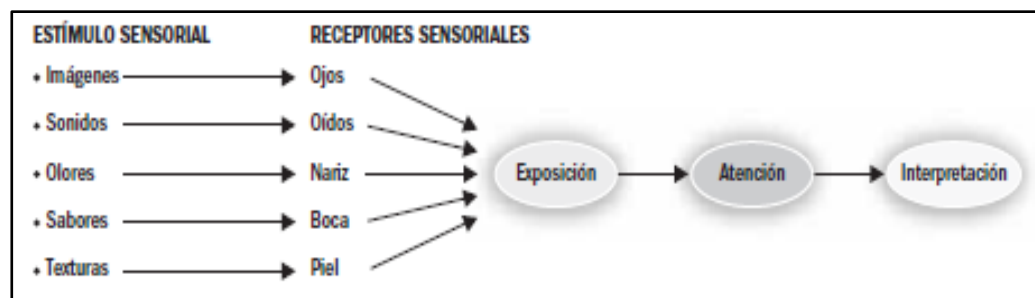 ESTÍMULO SENSORIAL RECEPTORES SENSORIALES
• Imágenes Ojos
• Sonidos Oídos
• Olores Nariz Exposición Atención Interpretación
• Sabores Boca
• Texturas Piel